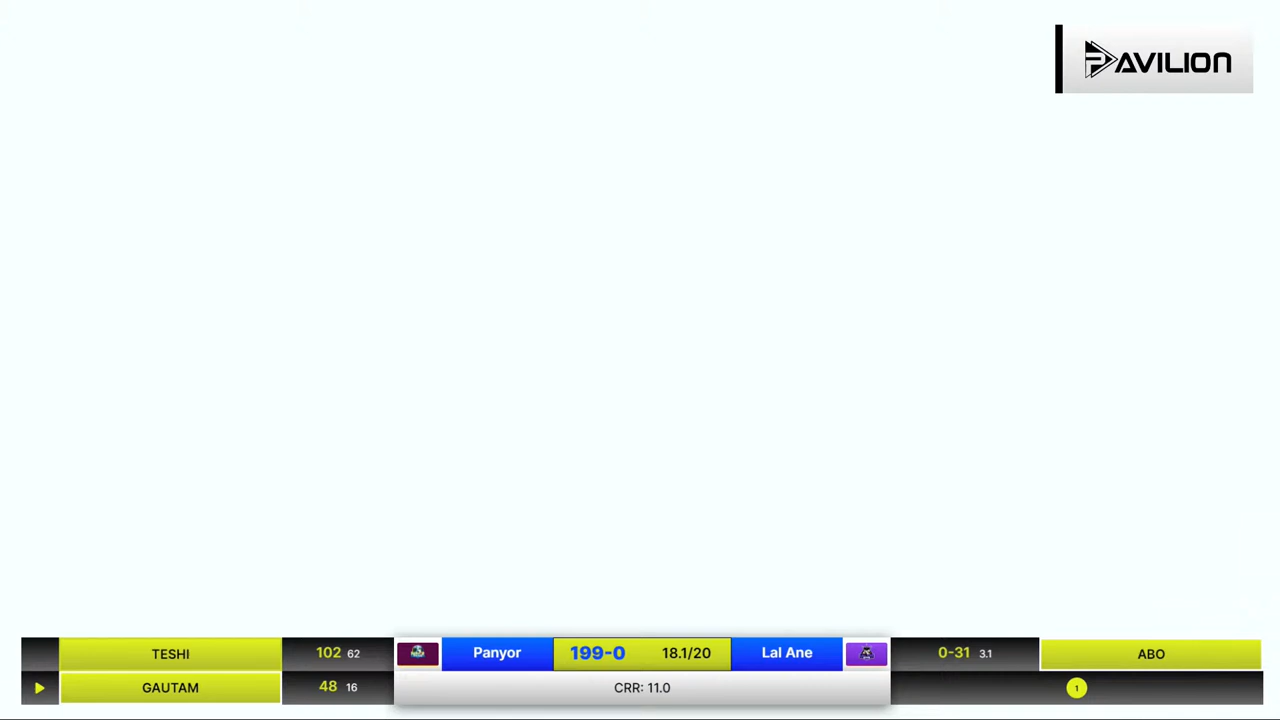 PAVILION
TESHI 102 62 Panyor 199-0 18.1/20 Lal Ane 0-31 3.1 ABO
GAUTAM 48 16 CRR: 11.0 1